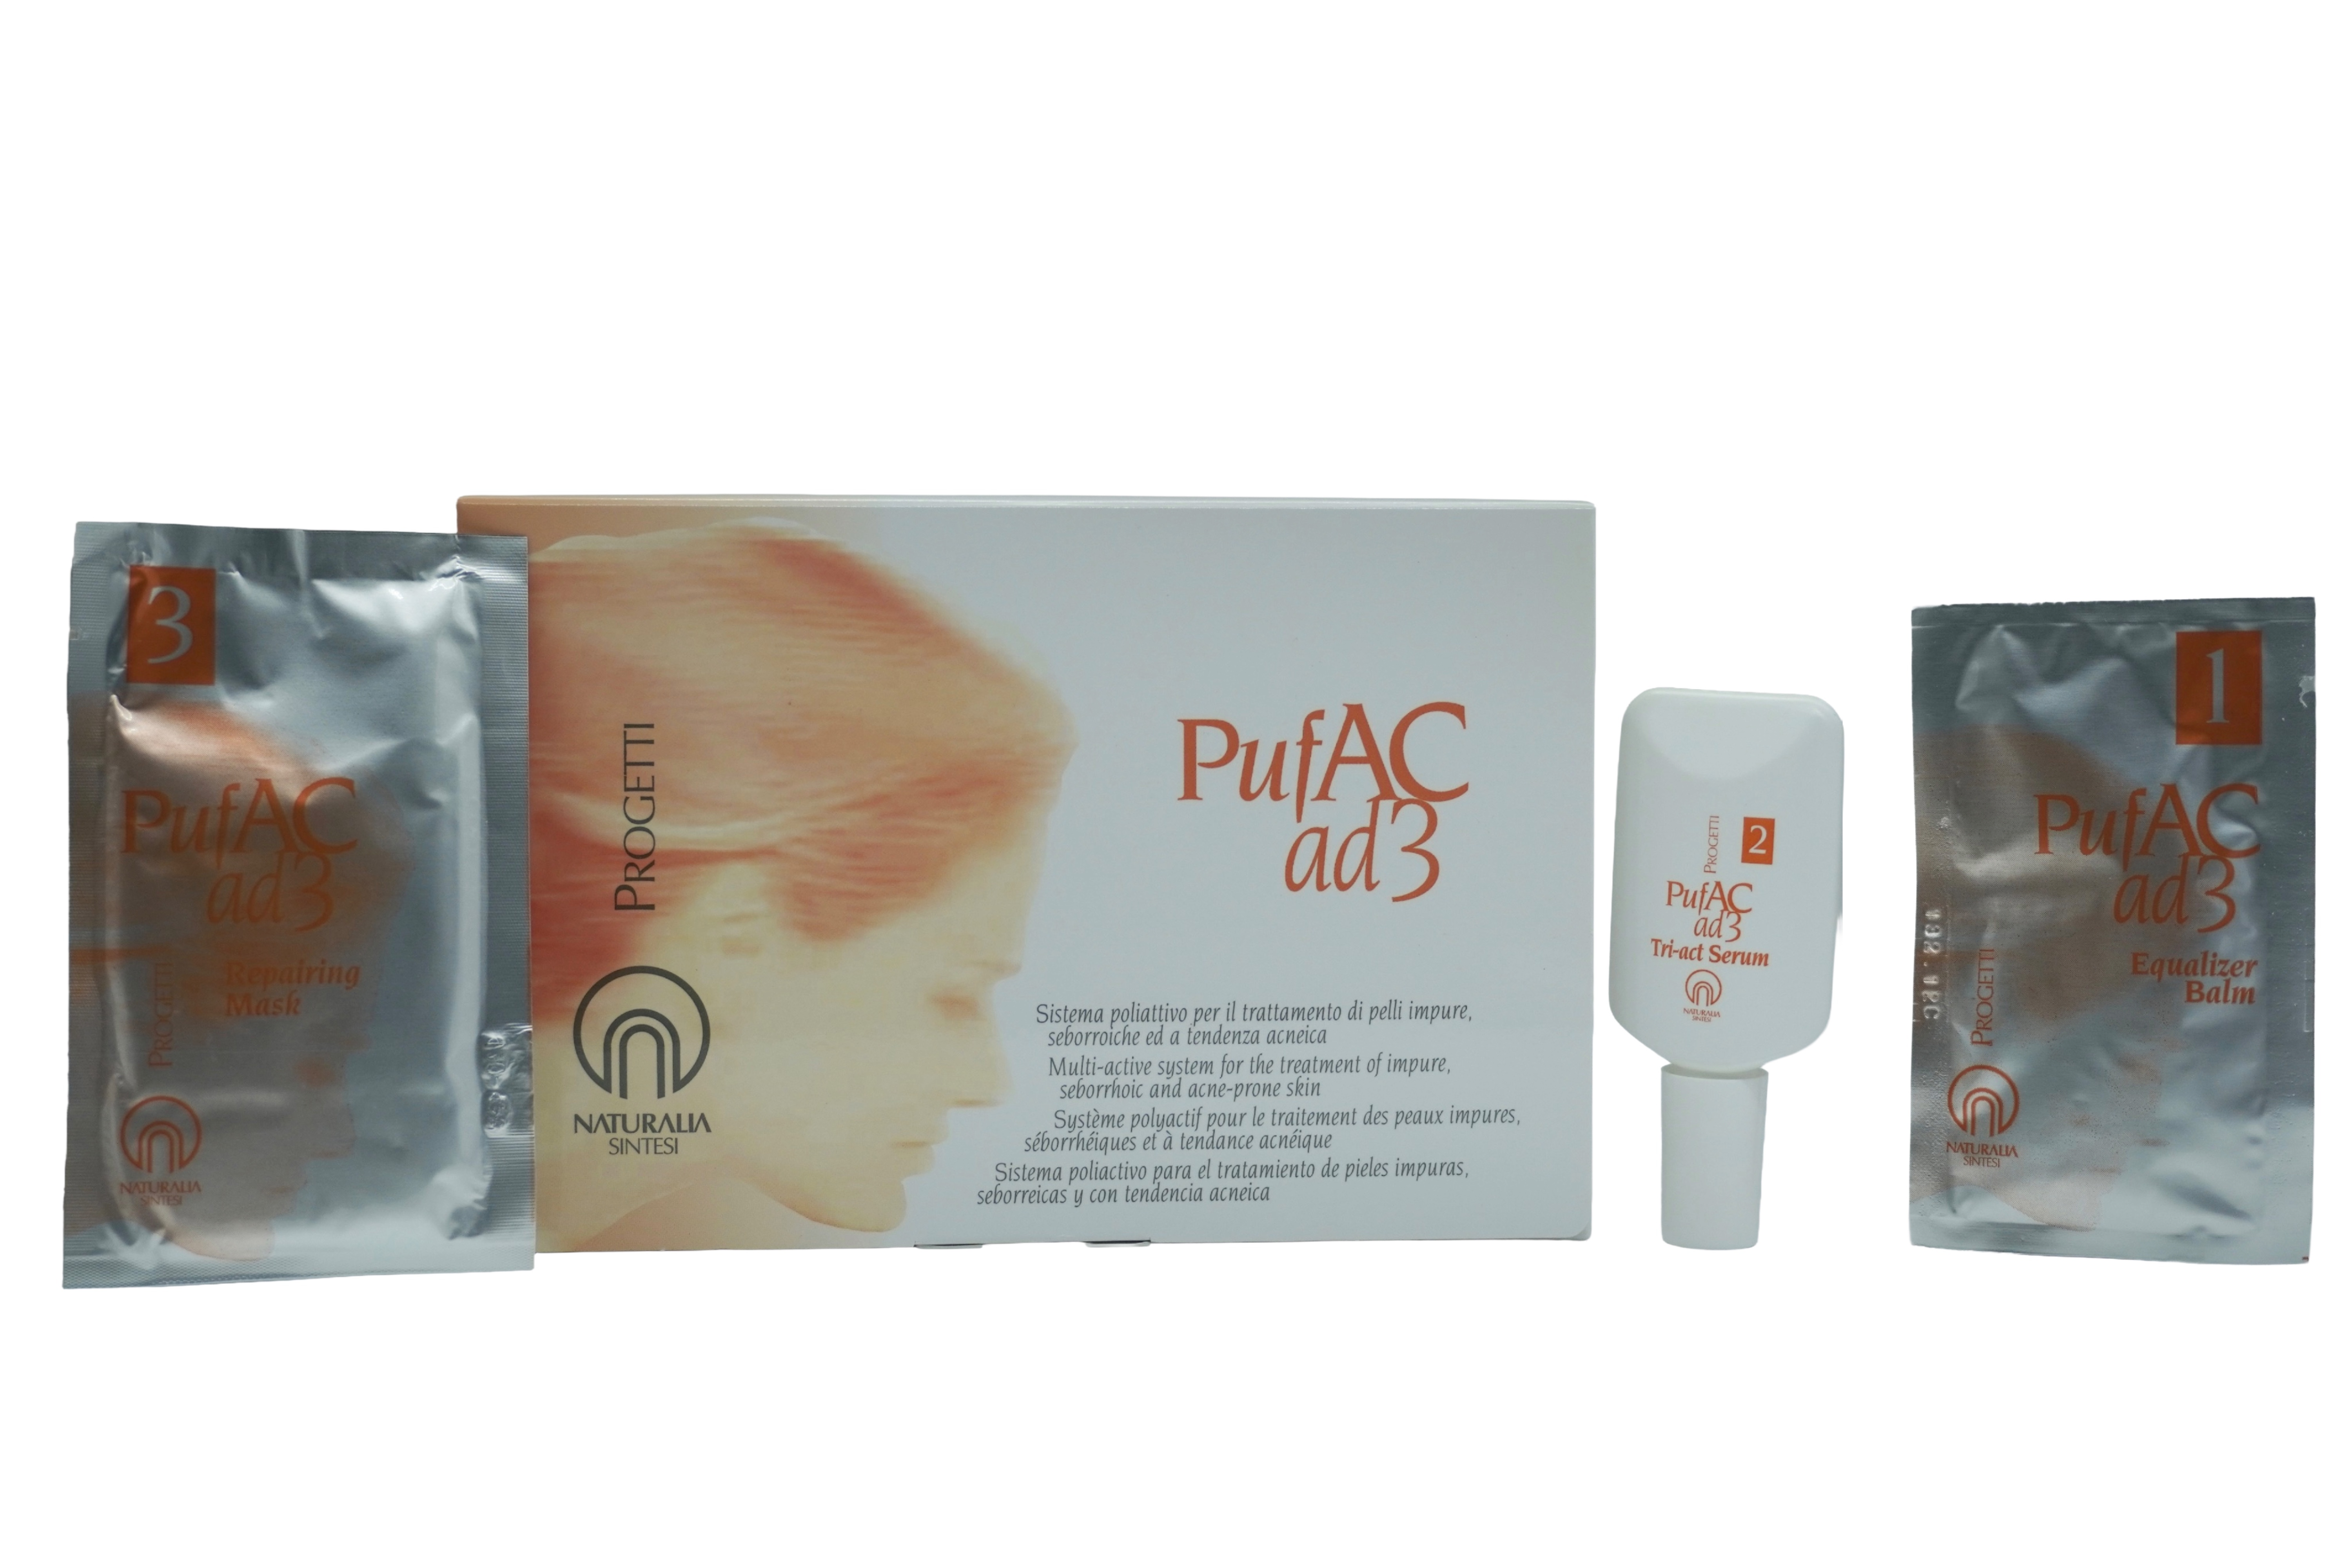 3
PufAC
ad3
Repairing
Mask
PROGETTI
NATURALIA
SINTESI
PROGETTI
NATURALIA
SINTESI
PufAC
ad3
Sistema poliattivo per il trattamento di pelli impure,
seborroiche ed a tendenza acneica
Multi-active system for the treatment of impure,
seborrhoic and acne-prone skin
Système polyactif pour le traitement des peaux impures,
séborrhéiques et à tendance acnéique
Sistema poliactivo para el tratamiento de pieles impuras,
seborreicas y con tendencia acneica
PROGETTI
2
PufAC
ad3
Tri-act Serum
NATURALIA
SINTESI
1
PufAC
ad3
Equalizer
Balm
PROGETTI
NATURALIA
SINTESI